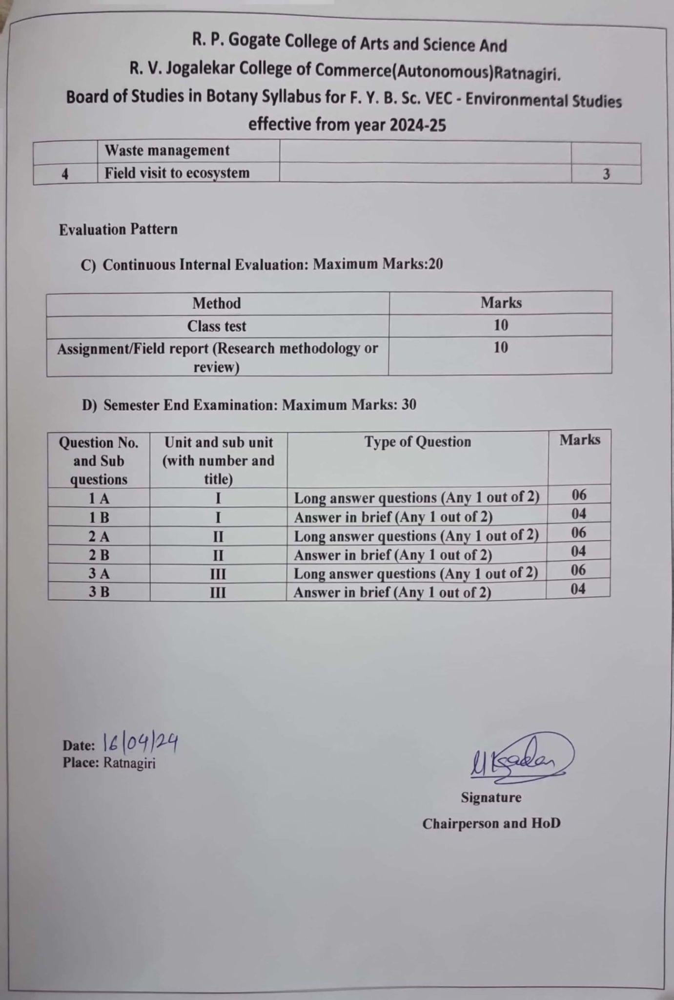 R. P. Gogate College of Arts and Science And
R. V. Jogalekar College of Commerce(Autonomous)Ratnagiri.
Board of Studies in Botany Syllabus for F. Y. B. Sc. VEC - Environmental Studies
effective from year 2024-25
Waste management
4 Field visit to ecosystem 3
Evaluation Pattern
C) Continuous Internal Evaluation: Maximum Marks:20
Method Marks
Class test 10
Assignment/Field report (Research methodology or 10
review)
D) Semester End Examination: Maximum Marks: 30
Question No. Unit and sub unit Type of Question Marks
and Sub (with number and
questions title)
1 A I Long answer questions (Any 1 out of 2) 06
1 B I Answer in brief (Any 1 out of 2) 04
2 A II Long answer questions (Any 1 out of 2) 06
2 B II Answer in brief (Any 1 out of 2) 04
3 A III Long answer questions (Any 1 out of 2) 06
3 B III Answer in brief (Any 1 out of 2) 04
Date: 16/04/24
Place: Ratnagiri
Signature
Chairperson and HoD